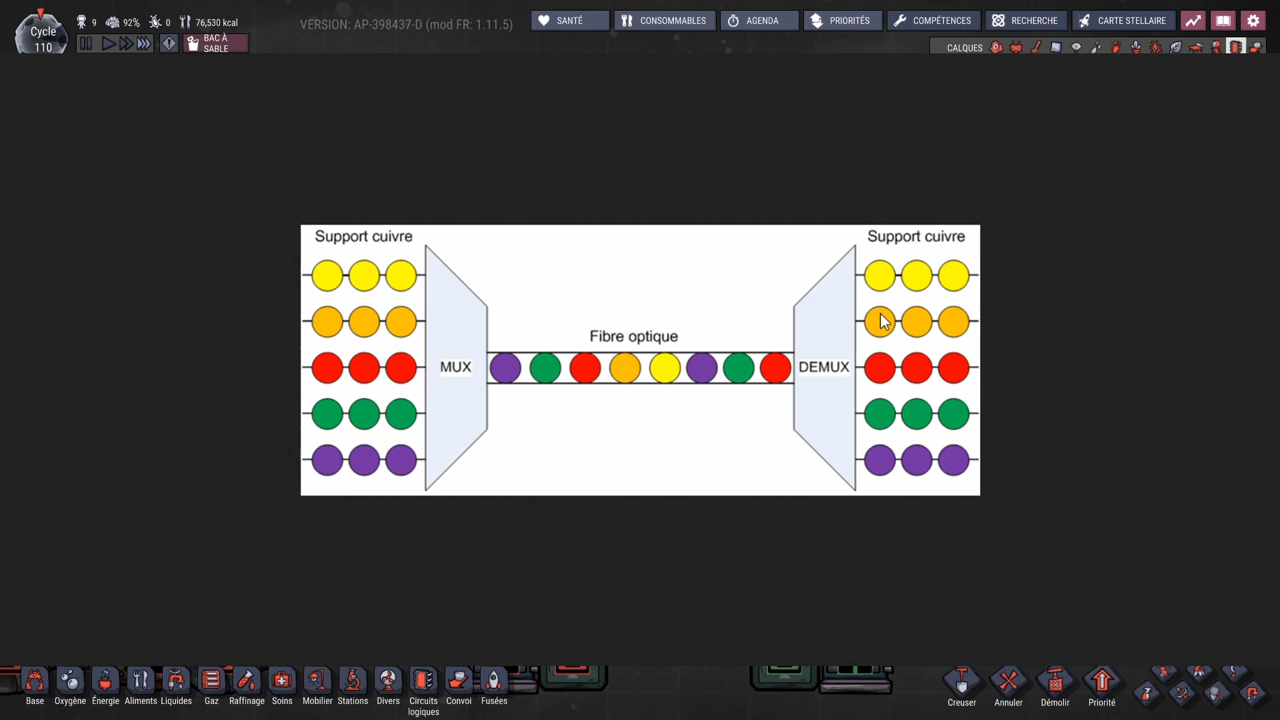 Cycle
110
9
92%
0
76,530 kcal
BAC À
SABLE
VERSION: AP-398437-D (mod FR: 1.11.5)
SANTÉ
CONSOMMABLES
AGENDA
PRIORITÉS
COMPÉTENCES
RECHERCHE
CARTE STELLAIRE
CALQUES
Support cuivre
Support cuivre
Fibre optique
MUX
DEMUX
Base
Oxygène
Énergie
Aliments
Liquides
Gaz
Raffinage
Soins
Mobilier
Stations
Divers
Circuits
logiques
Convoi
Fusées
Creuser
Annuler
Démolir
Priorité